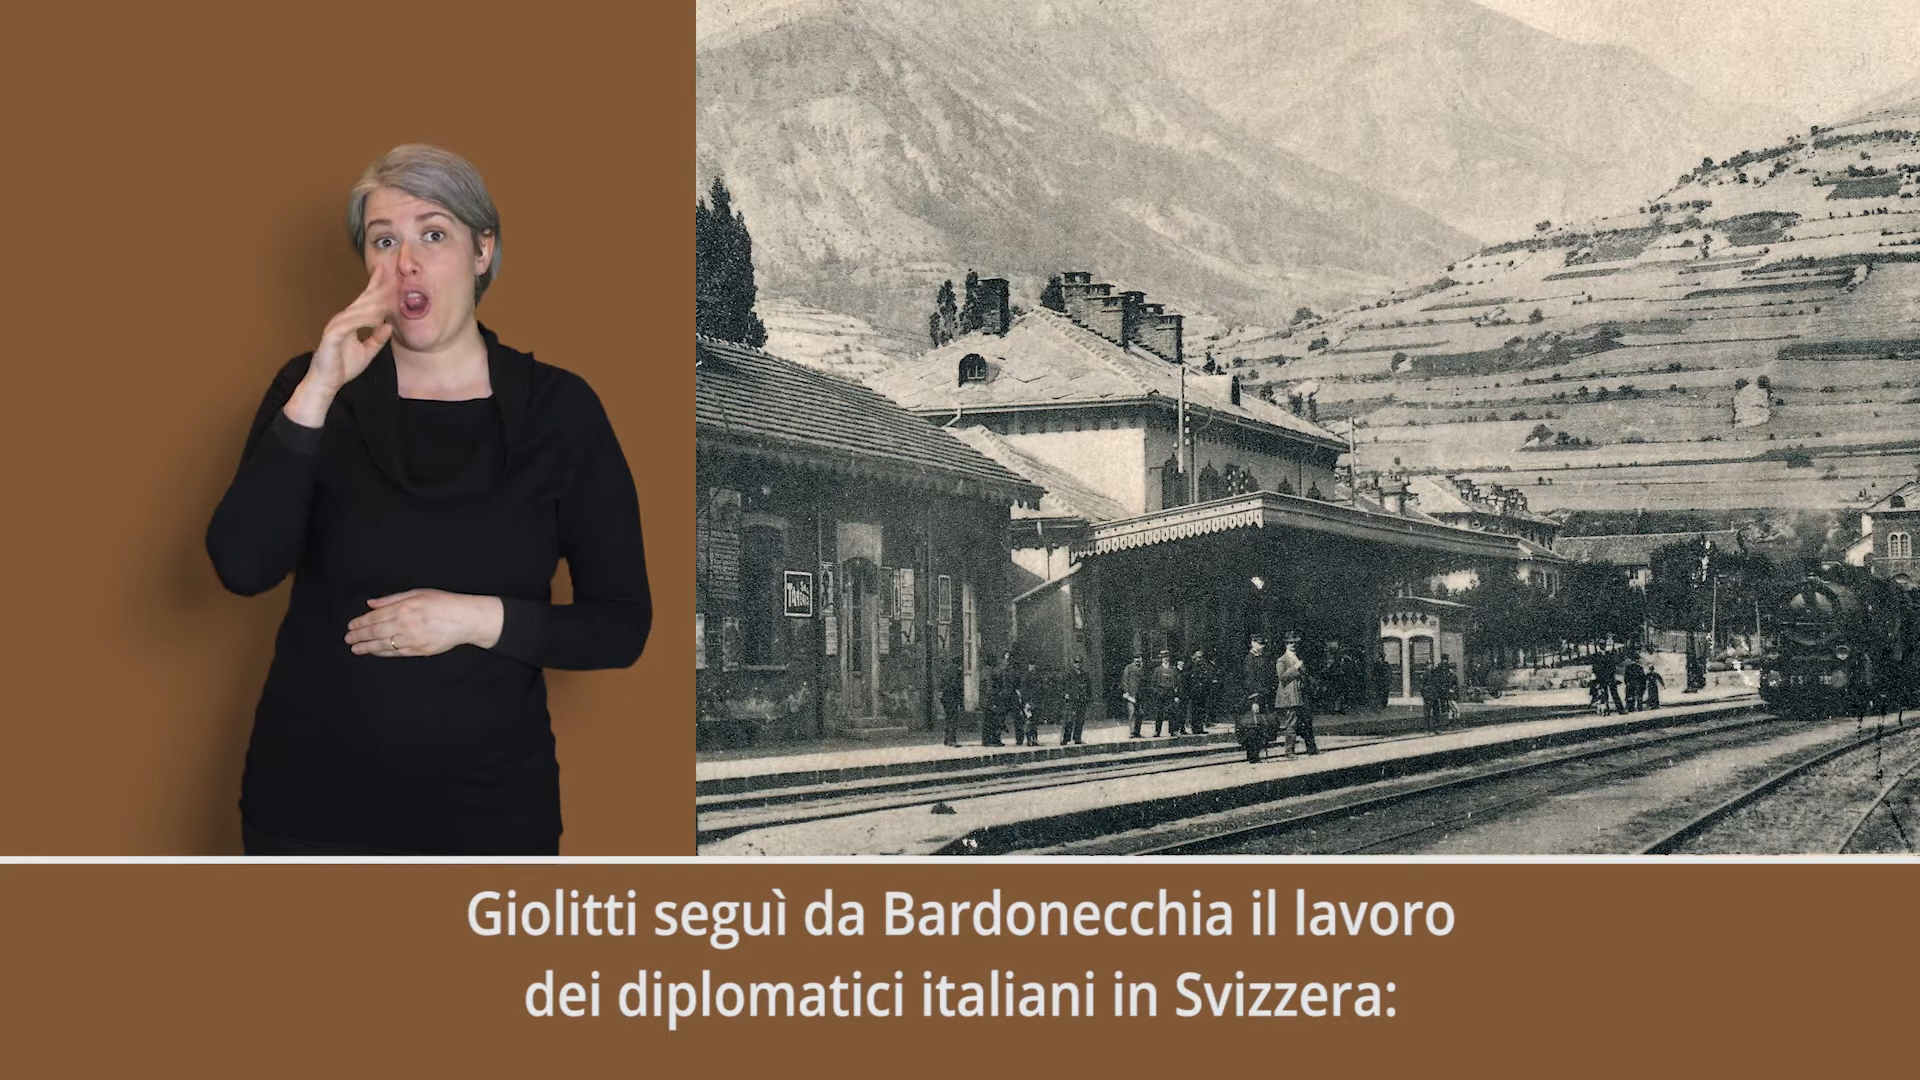 Giolitti seguì da Bardonecchia il lavoro
dei diplomatici italiani in Svizzera: